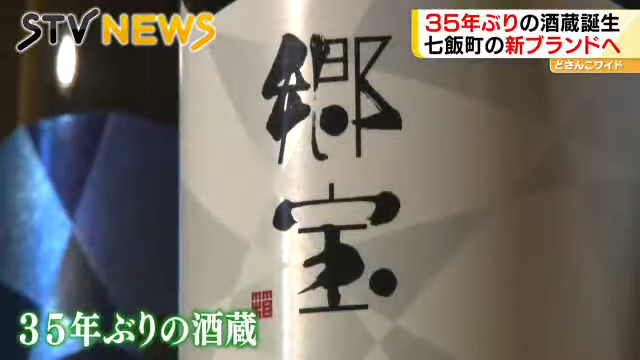 STV NEWS
35年ぶりの酒蔵誕生
七飯町の新ブランドへ
どさんこワイド
郷宝
35年ぶりの酒蔵